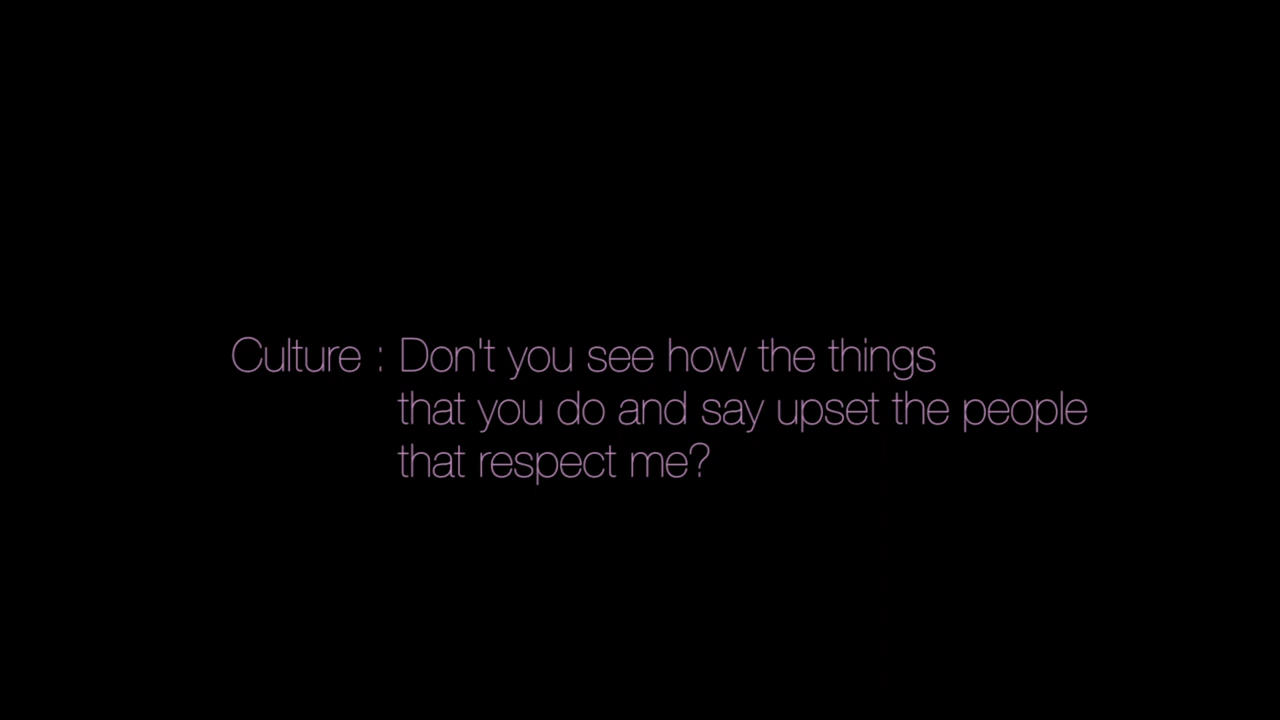 Culture : Don't you see how the things
that you do and say upset the people
that respect me?